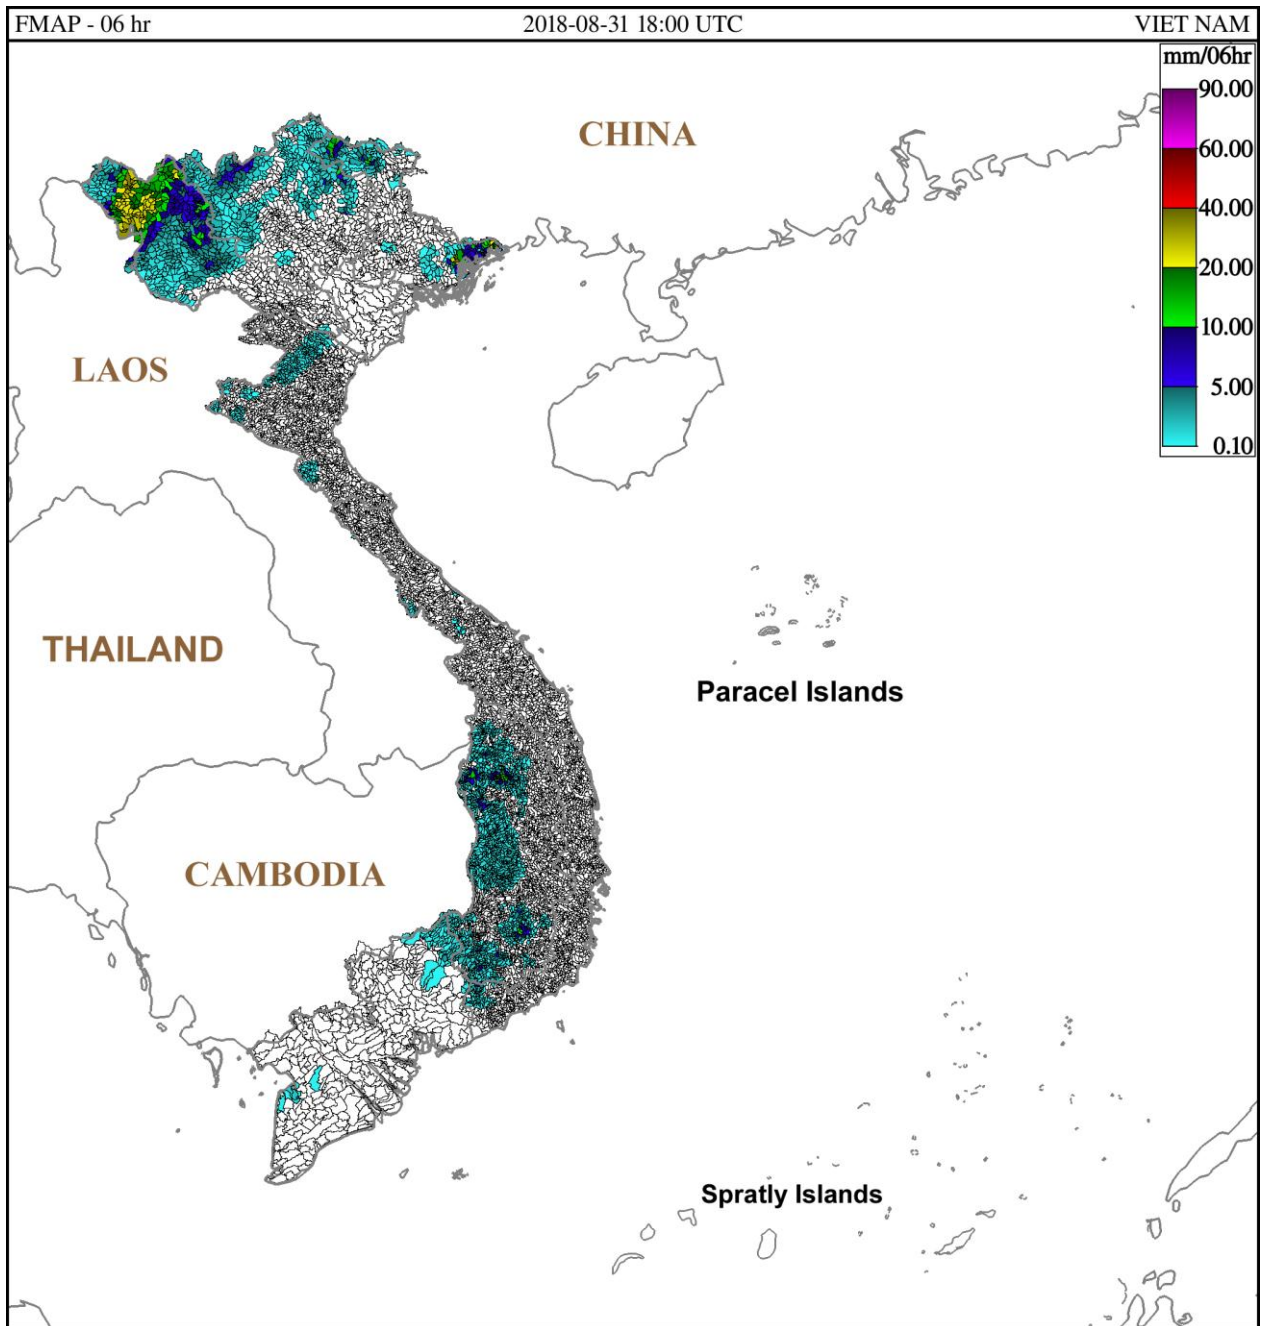 FMAP - 06 hr 2018-08-31 18:00 UTC VIET NAM
mm/06hr
90.00
60.00
40.00
20.00
10.00
5.00
0.10
CHINA
LAOS
THAILAND
Paracel Islands
CAMBODIA
Spratly Islands